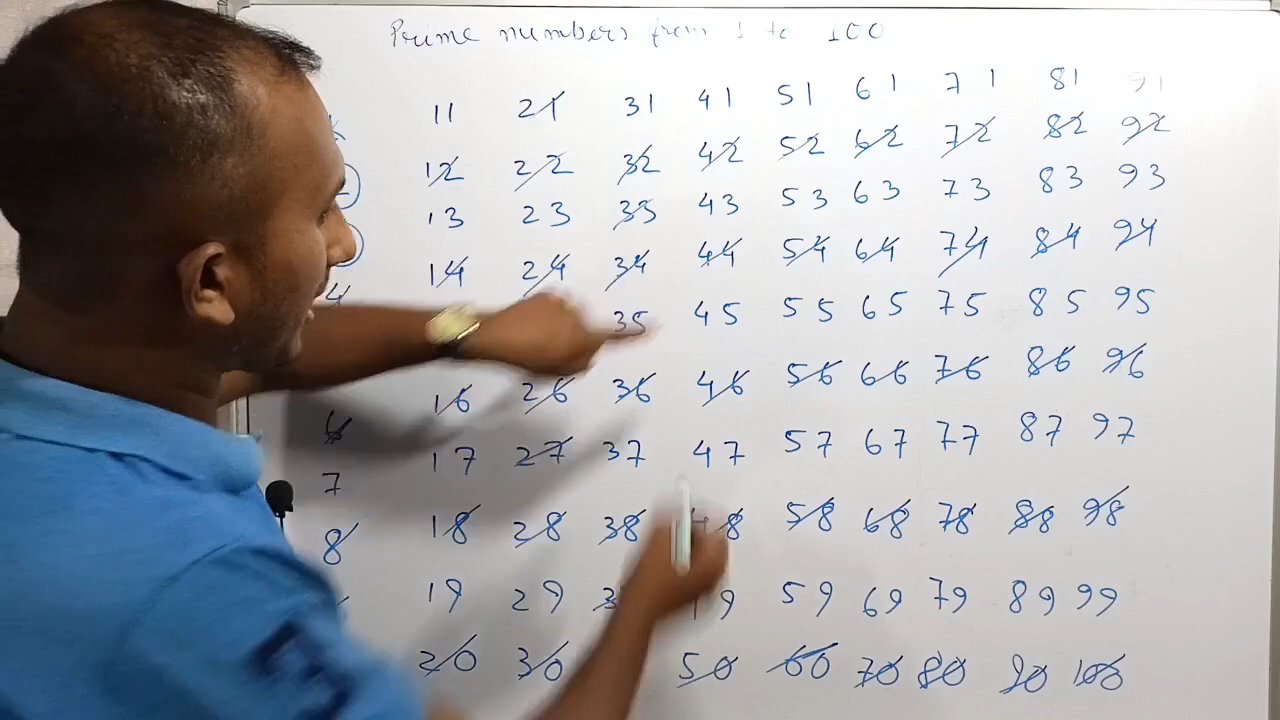 Prime numbers from 1 to 100
11 21 31 41 51 61 71 81 91
12 22 32 42 52 62 72 82 92
13 23 33 43 53 63 73 83 93
4 14 24 34 44 54 64 74 84 94
35 45 55 65 75 85 95
6 16 26 36 46 56 66 76 86 96
7 17 27 37 47 57 67 77 87 97
8 18 28 38 48 58 68 78 88 98
19 29 59 69 79 89 99
20 30 50 60 70 80 90 100